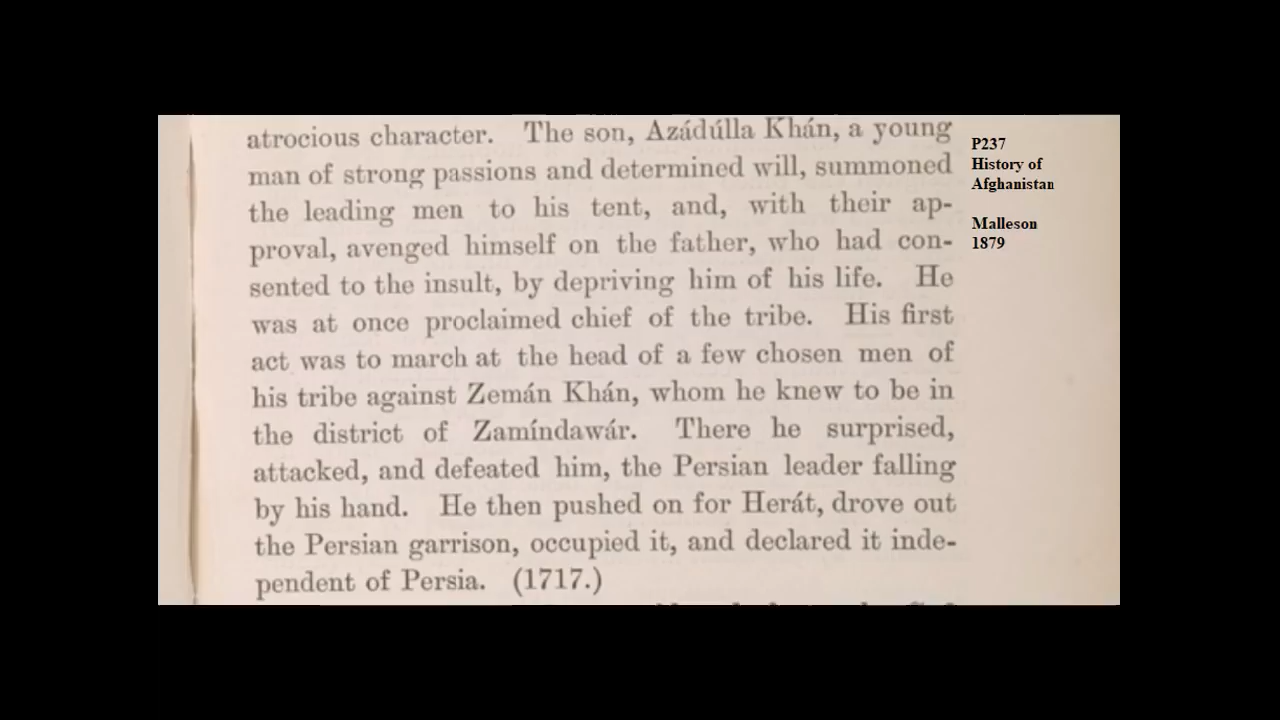 atrocious character. The son, Azádúlla Khán, a young
man of strong passions and determined will, summoned
the leading men to his tent, and, with their ap-
proval, avenged himself on the father, who had con-
sented to the insult, by depriving him of his life. He
was at once proclaimed chief of the tribe. His first
act was to march at the head of a few chosen men of
his tribe against Zemán Khán, whom he knew to be in
the district of Zamíndawár. There he surprised,
attacked, and defeated him, the Persian leader falling
by his hand. He then pushed on for Herát, drove out
the Persian garrison, occupied it, and declared it inde-
pendent of Persia. (1717.)
P237
History of
Afghanistan
Malleson
1879